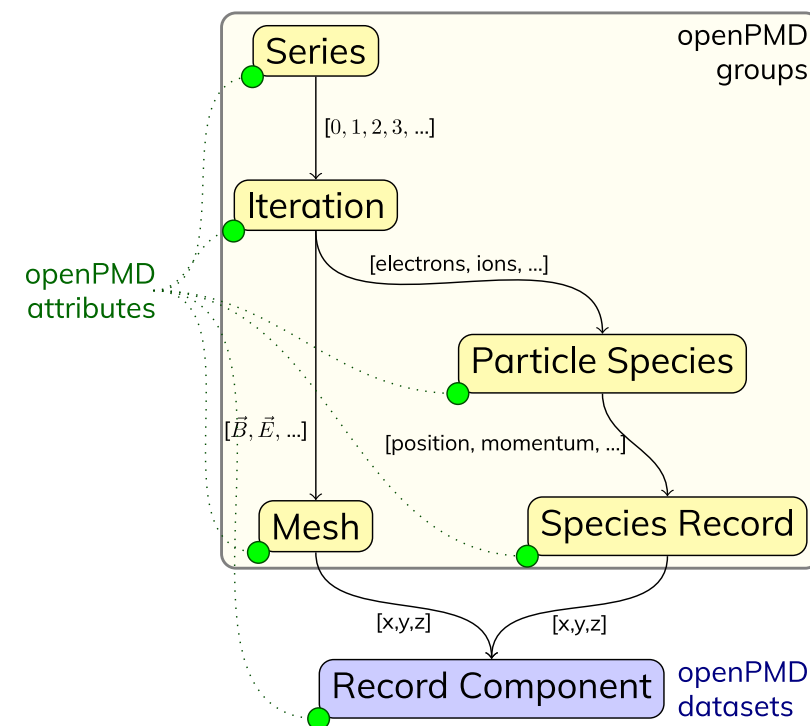 Series
openPMD
groups
[0, 1, 2, 3, ...]
Iteration
[electrons, ions, ...]
openPMD
attributes
Particle Species
[B⃗, E⃗, ...]
[position, momentum, ...]
Mesh
Species Record
[x,y,z]
[x,y,z]
Record Component
openPMD
datasets